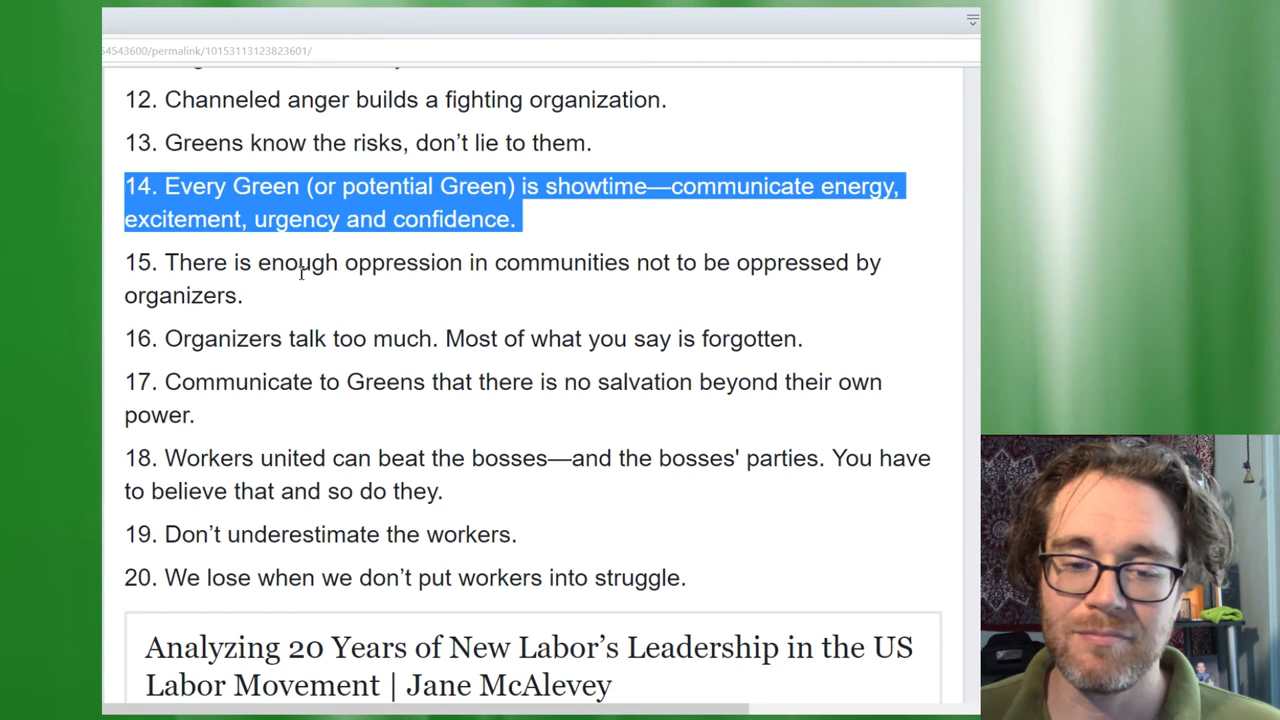 54543600/permalink/10153113123823601/
12. Channeled anger builds a fighting organization.
13. Greens know the risks, don’t lie to them.
14. Every Green (or potential Green) is showtime—communicate energy,
excitement, urgency and confidence.
15. There is enough oppression in communities not to be oppressed by
organizers.
16. Organizers talk too much. Most of what you say is forgotten.
17. Communicate to Greens that there is no salvation beyond their own
power.
18. Workers united can beat the bosses—and the bosses' parties. You have
to believe that and so do they.
19. Don’t underestimate the workers.
20. We lose when we don’t put workers into struggle.
Analyzing 20 Years of New Labor’s Leadership in the US
Labor Movement | Jane McAlevey